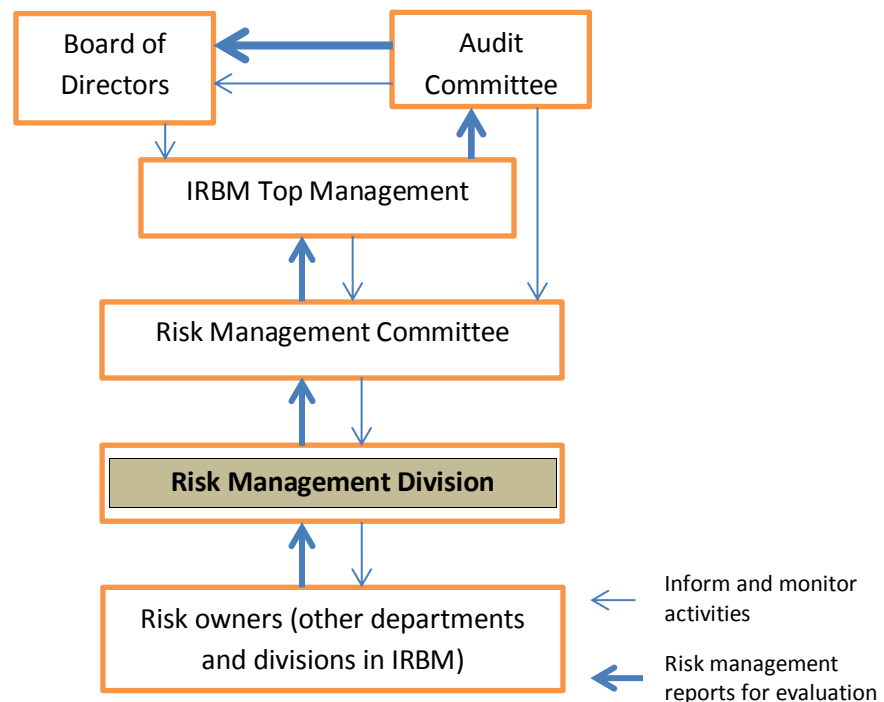 Board of
Directors
Audit
Committee
IRBM Top Management
Risk Management Committee
Risk Management Division
Risk owners (other departments
and divisions in IRBM)
Inform and monitor
activities
Risk management
reports for evaluation